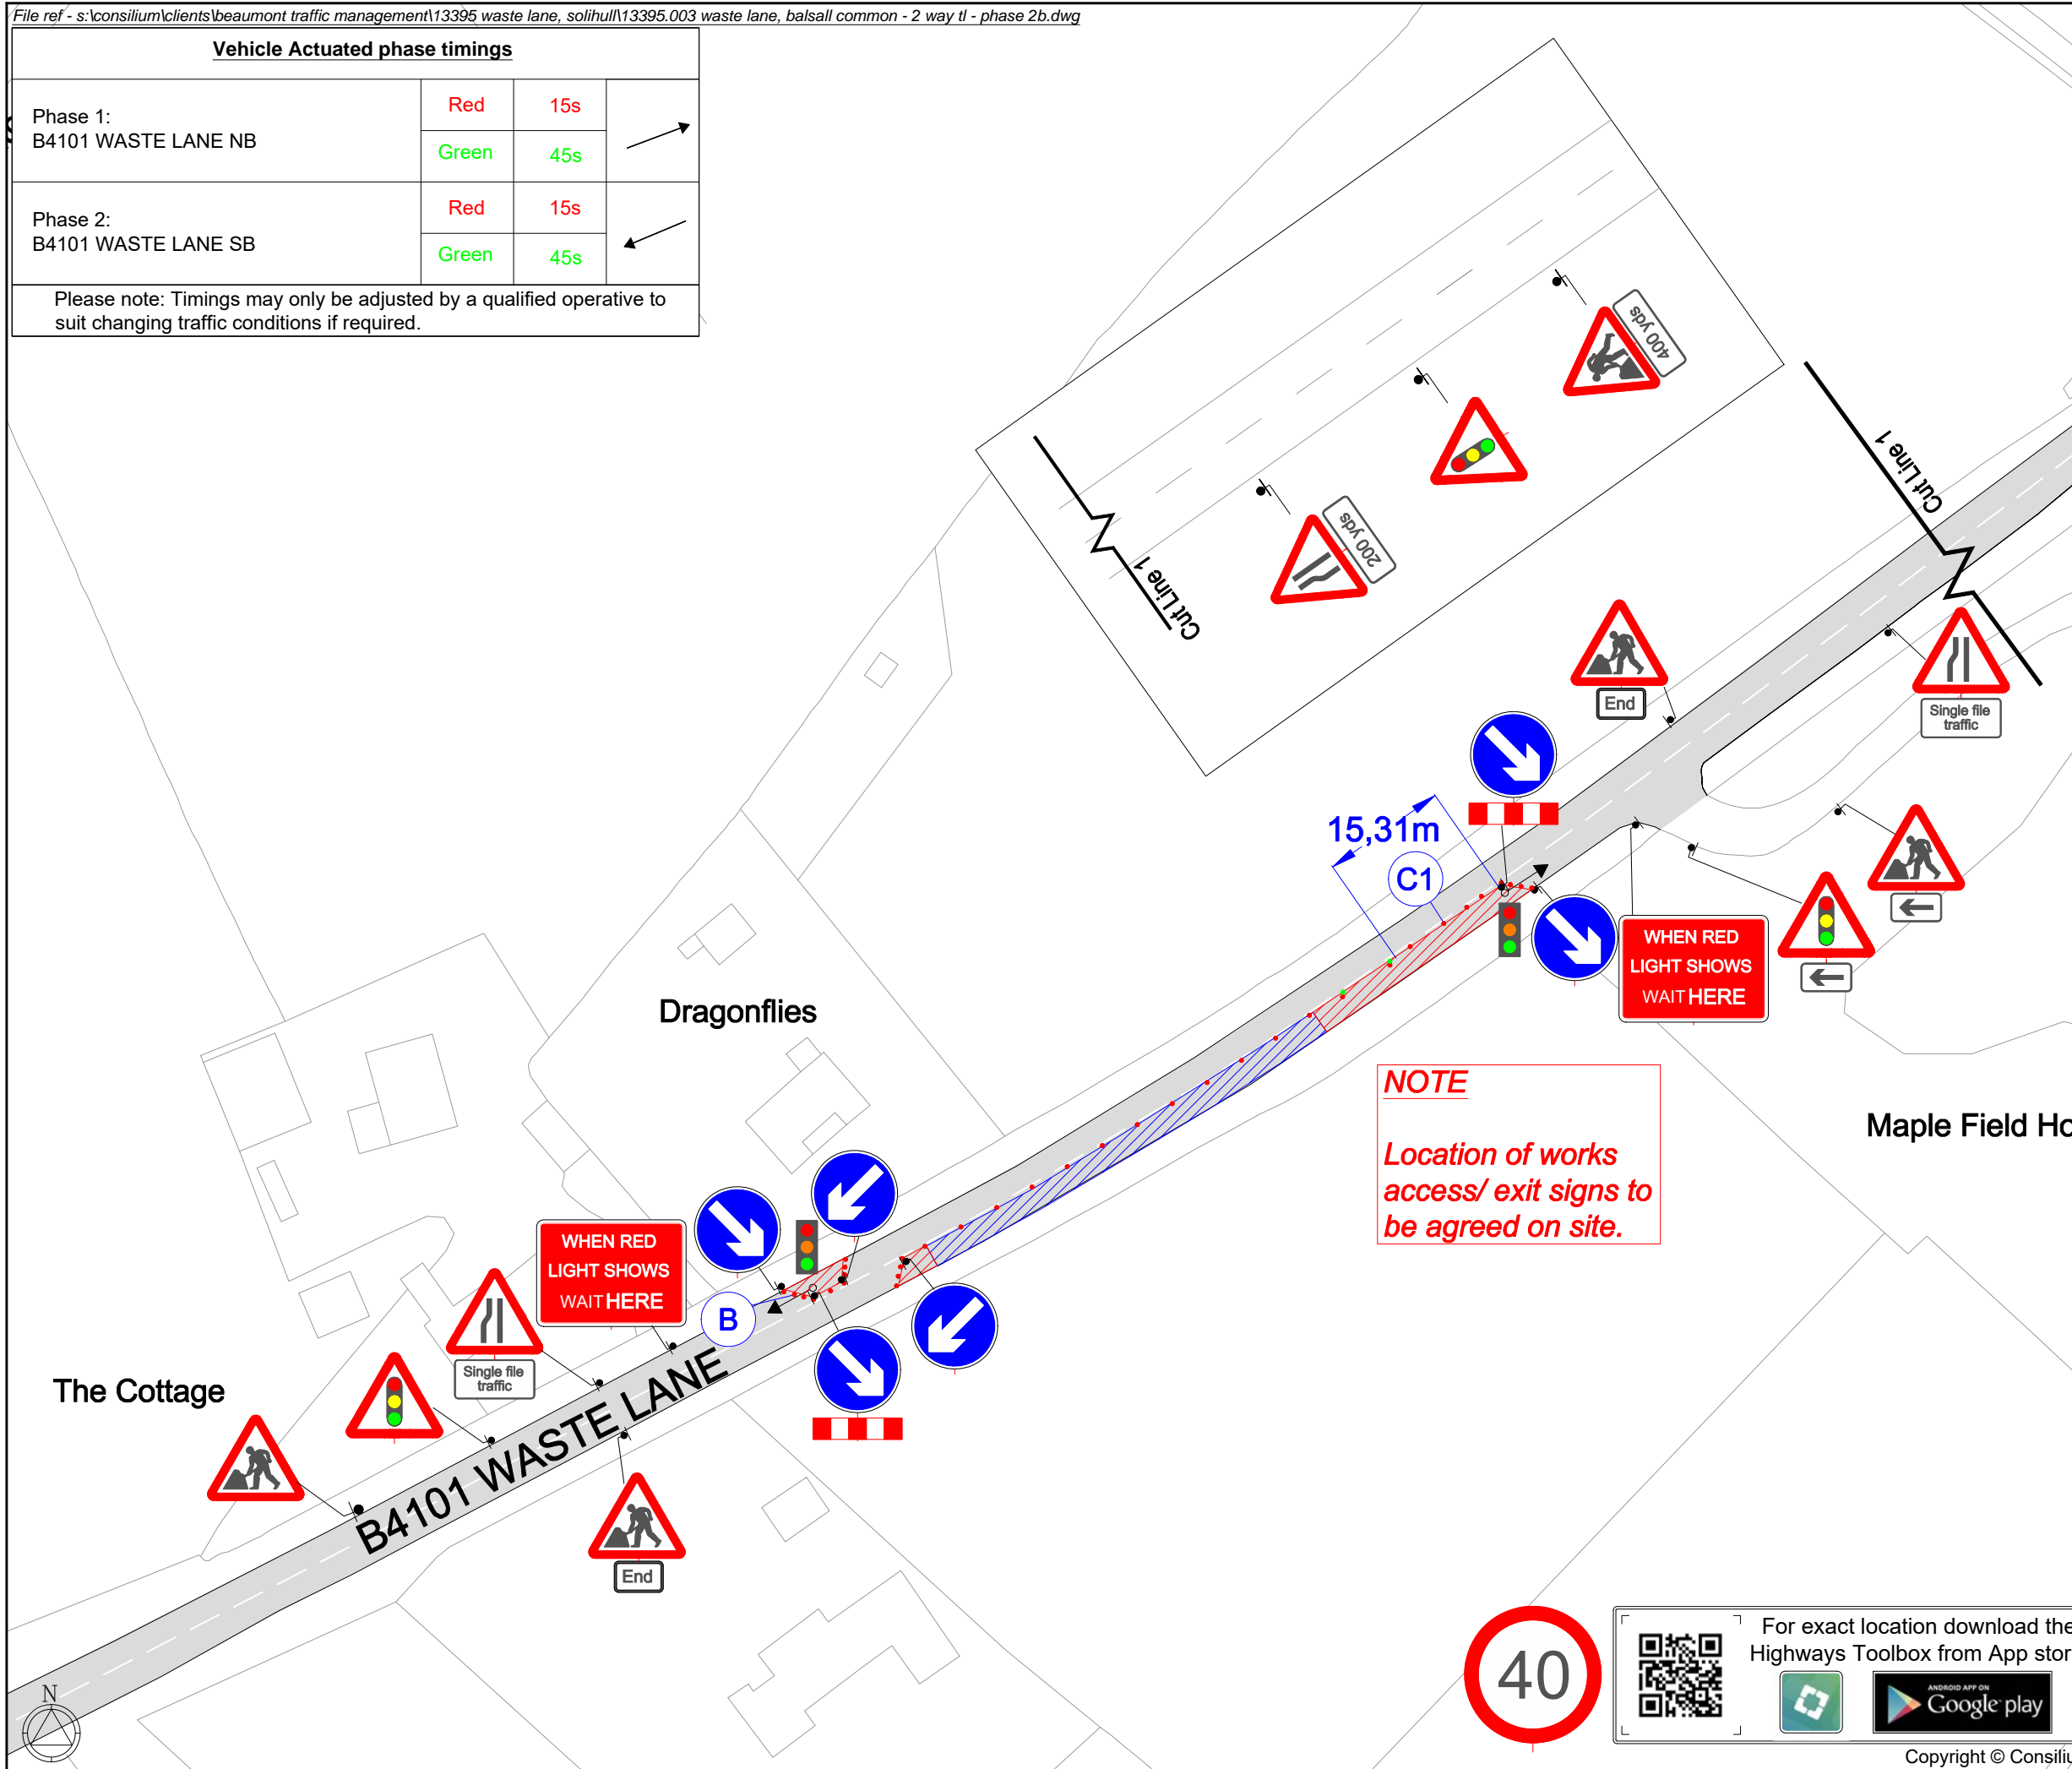 File ref - s:\consilium\clients\beaumont traffic management\13395 waste lane, solihull\13395.003 waste lane, balsall common - 2 way tl - phase 2b.dwg
Vehicle Actuated phase timings
Phase 1:
B4101 WASTE LANE NB
Red 15s
Green 45s
Phase 2:
B4101 WASTE LANE SB
Red 15s
Green 45s
Please note: Timings may only be adjusted by a qualified operative to
suit changing traffic conditions if required.
400 yds
200 yds
Cut Line 1
Cut Line 1
End
Single file
traffic
15,31m
C1
WHEN RED
LIGHT SHOWS
WAIT HERE
Dragonflies
NOTE
Location of works
access/ exit signs to
be agreed on site.
Maple Field Ho
WHEN RED
LIGHT SHOWS
WAIT HERE
B
Single file
traffic
The Cottage
B4101 WASTE LANE
End
N
40
For exact location download the
Highways Toolbox from App stor
ANDROID APP ON
Google play
Copyright © Consiliu